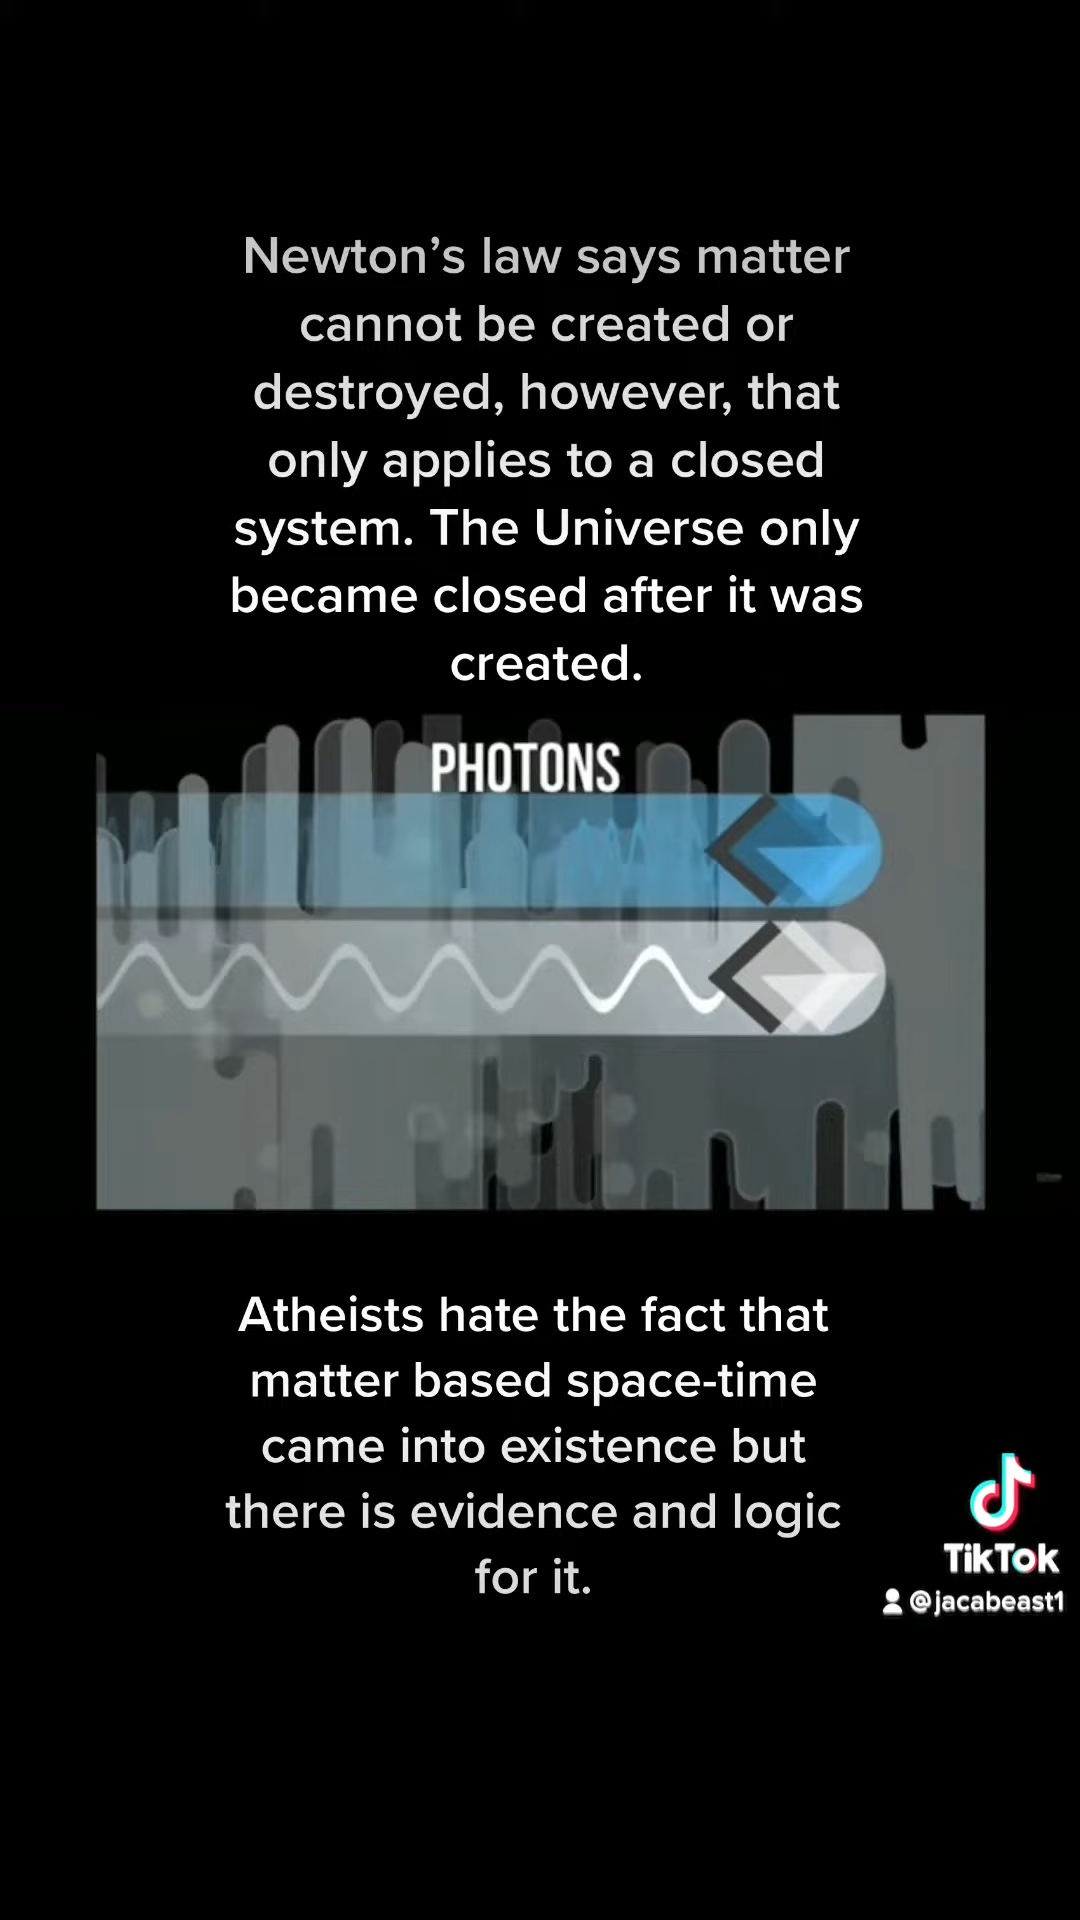 Newton’s law says matter
cannot be created or
destroyed, however, that
only applies to a closed
system. The Universe only
became closed after it was
created.
PHOTONS
Atheists hate the fact that
matter based space-time
came into existence but
there is evidence and logic
for it.
TikTok
@jacabeast1